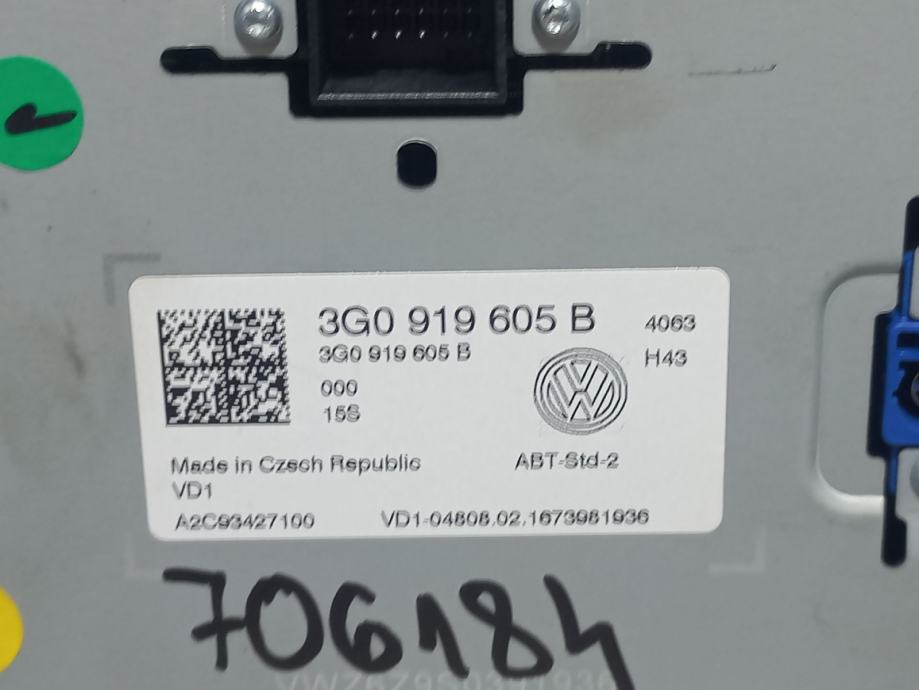 3G0 919 605 B 4063
3G0 919 605 B H43
000
15S
Made in Czech Republic ABT-Std-2
VD1
A2C93427100 VD1-04808.02.1673981936
706184